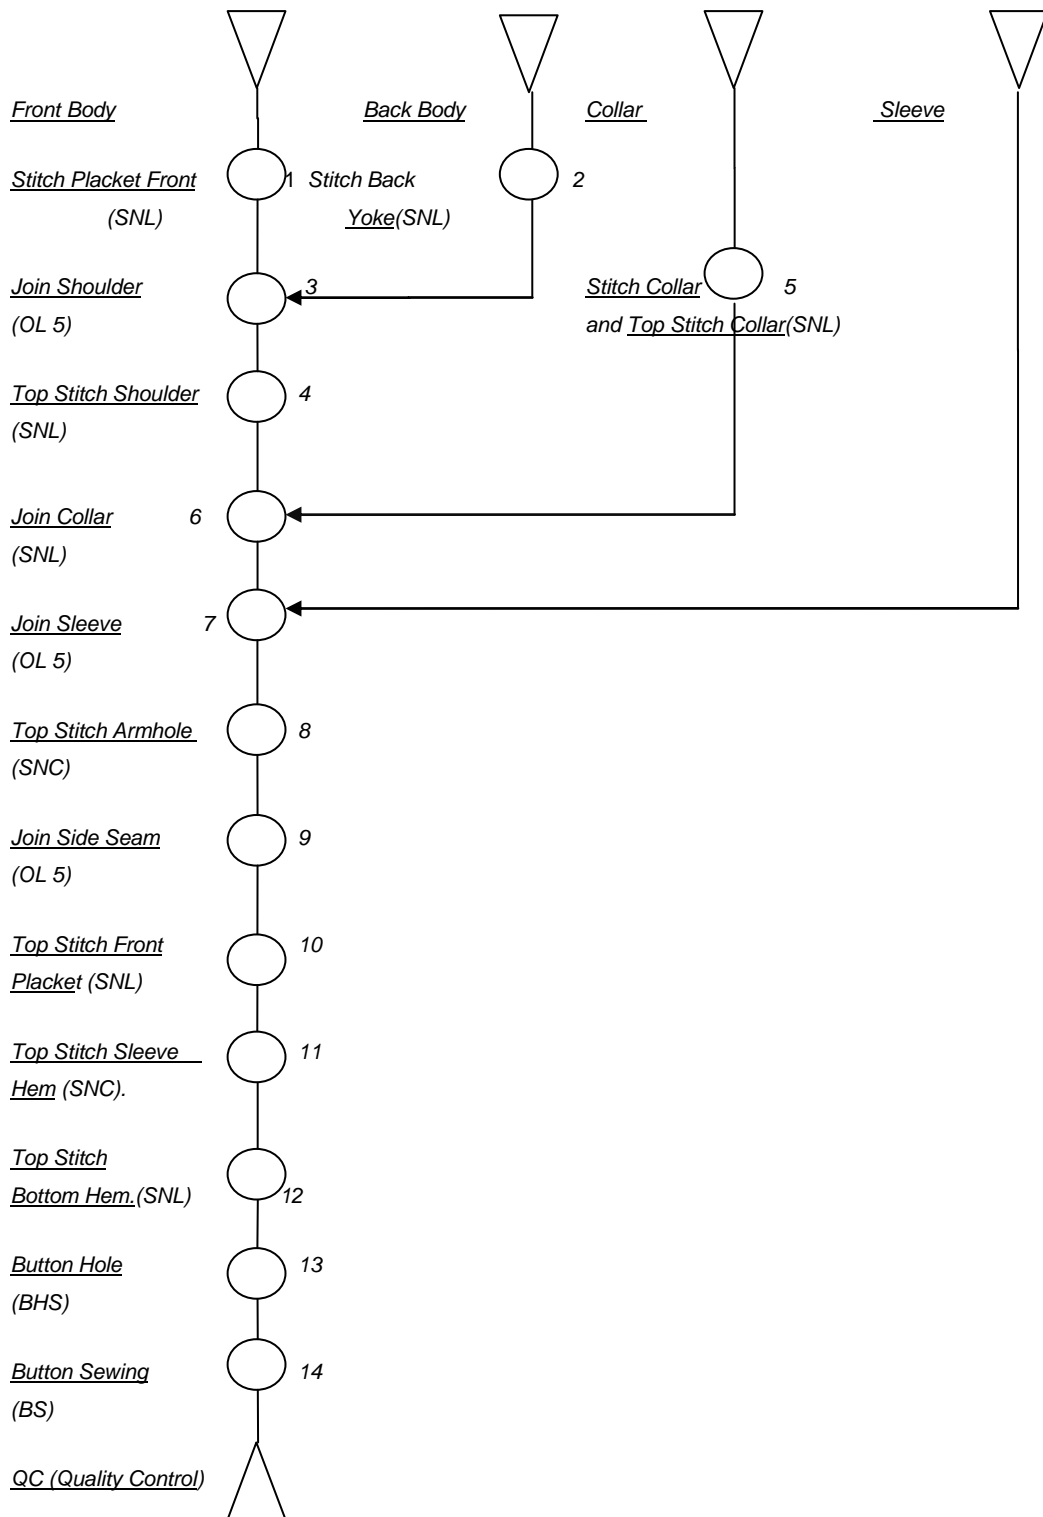 Front Body Back Body Collar Sleeve
Stitch Placket Front 1 Stitch Back 2
(SNL) Yoke(SNL)
Join Shoulder 3 Stitch Collar 5
(OL 5) and Top Stitch Collar(SNL)
Top Stitch Shoulder 4
(SNL)
Join Collar 6
(SNL)
Join Sleeve 7
(OL 5)
Top Stitch Armhole 8
(SNC)
Join Side Seam 9
(OL 5)
Top Stitch Front 10
Placket (SNL)
Top Stitch Sleeve 11
Hem (SNC).
Top Stitch
Bottom Hem.(SNL) 12
Button Hole 13
(BHS)
Button Sewing 14
(BS)
QC (Quality Control)